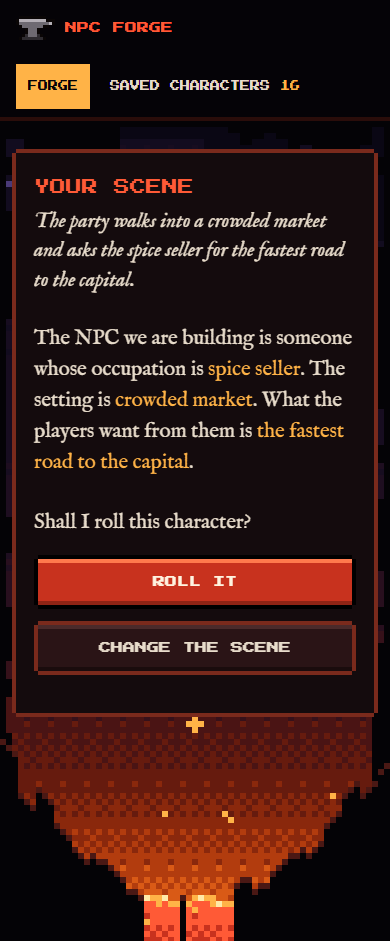 NPC FORGE
FORGE
SAVED CHARACTERS 16
YOUR SCENE
The party walks into a crowded market
and asks the spice seller for the fastest road
to the capital.
The NPC we are building is someone
whose occupation is spice seller. The
setting is crowded market. What the
players want from them is the fastest
road to the capital.
Shall I roll this character?
ROLL IT
CHANGE THE SCENE